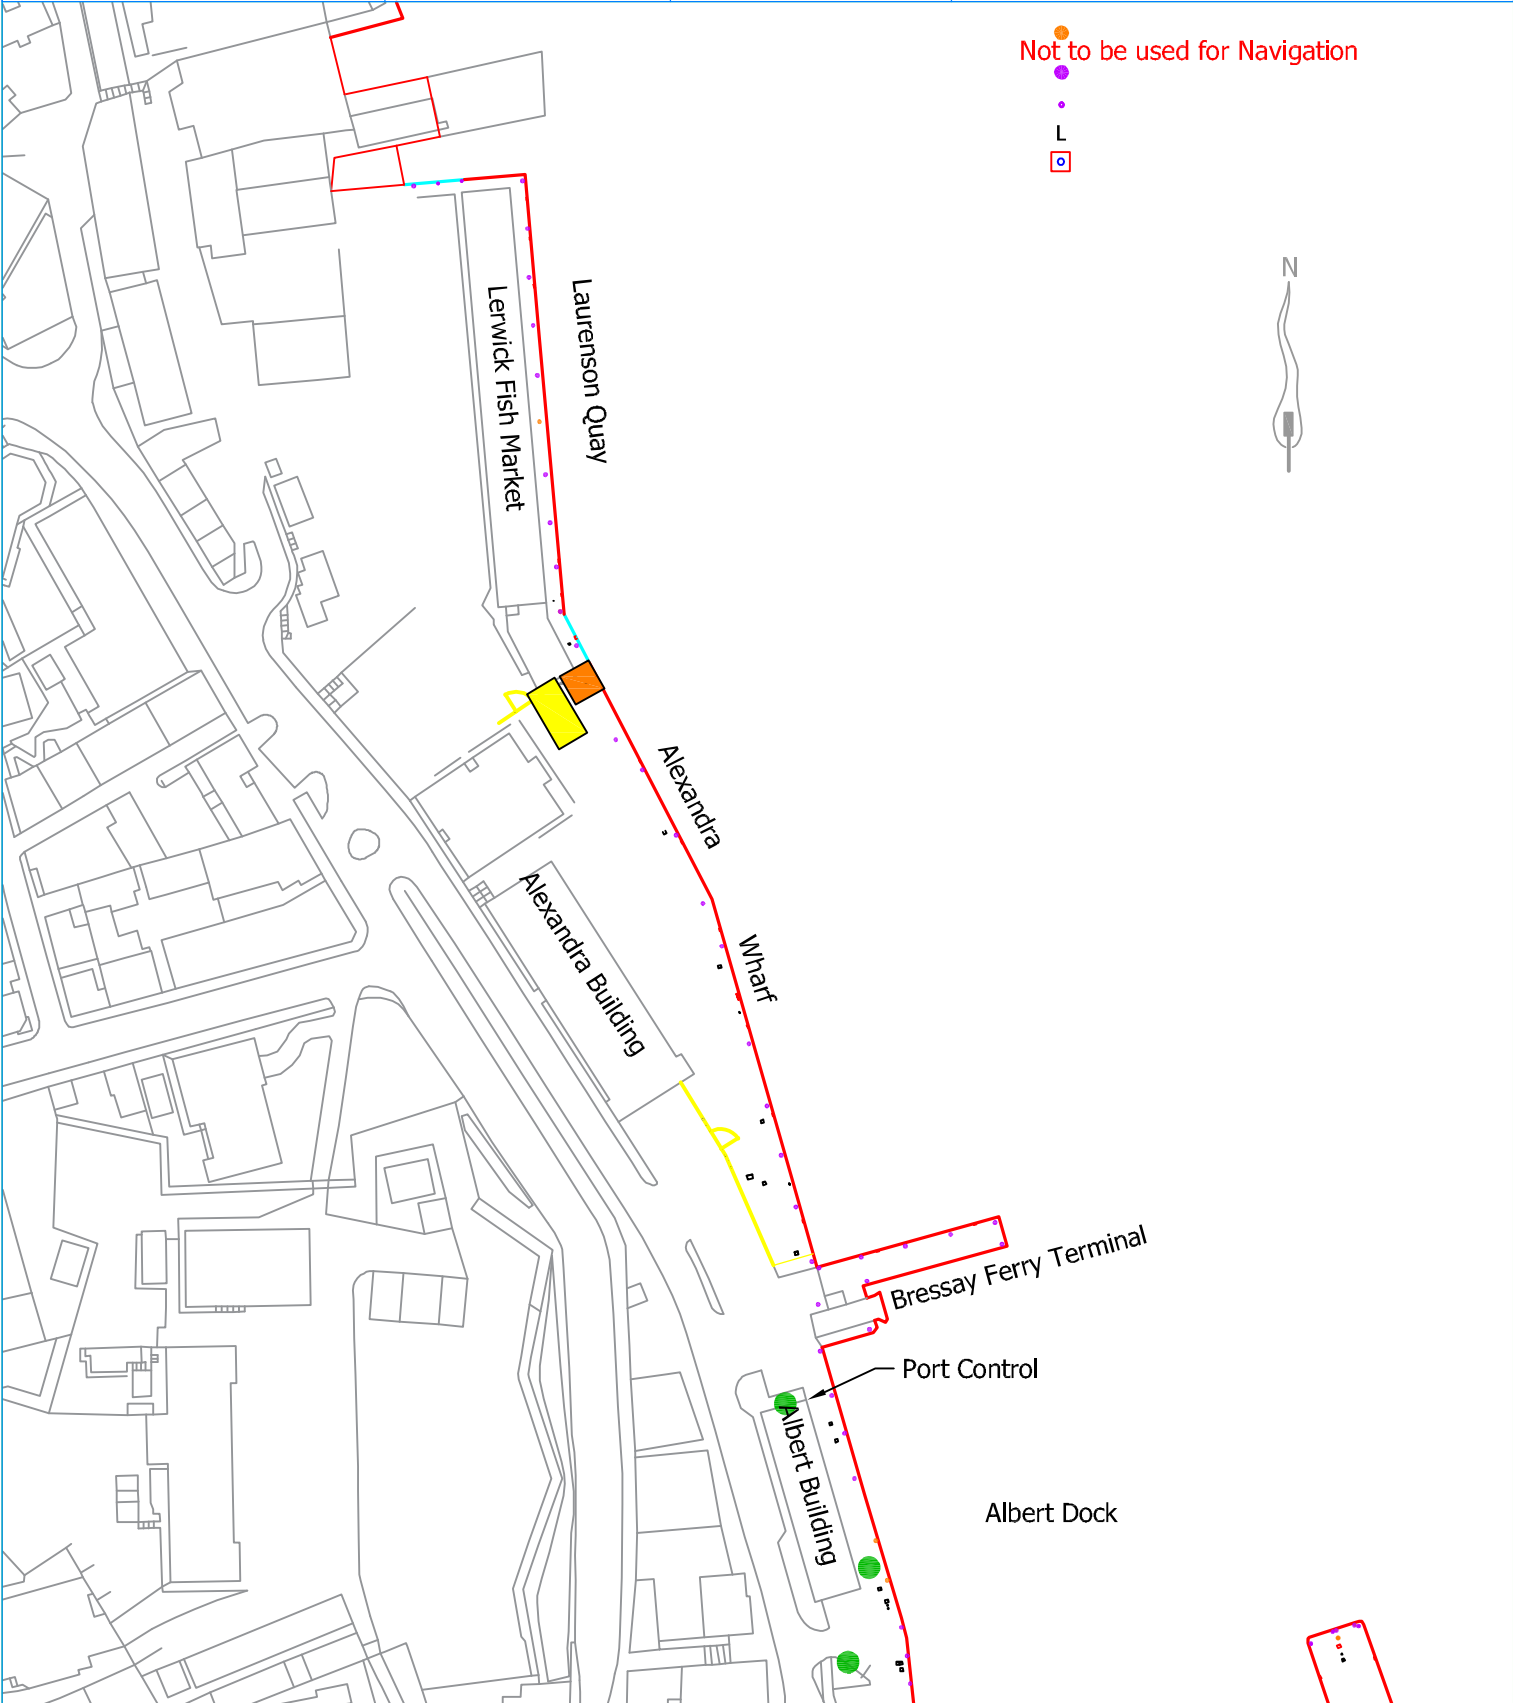 Not to be used for Navigation
L
N
Laurenson Quay
Lerwick Fish Market
Alexandra
Wharf
Alexandra Building
Bressay Ferry Terminal
Port Control
Albert Building
Albert Dock